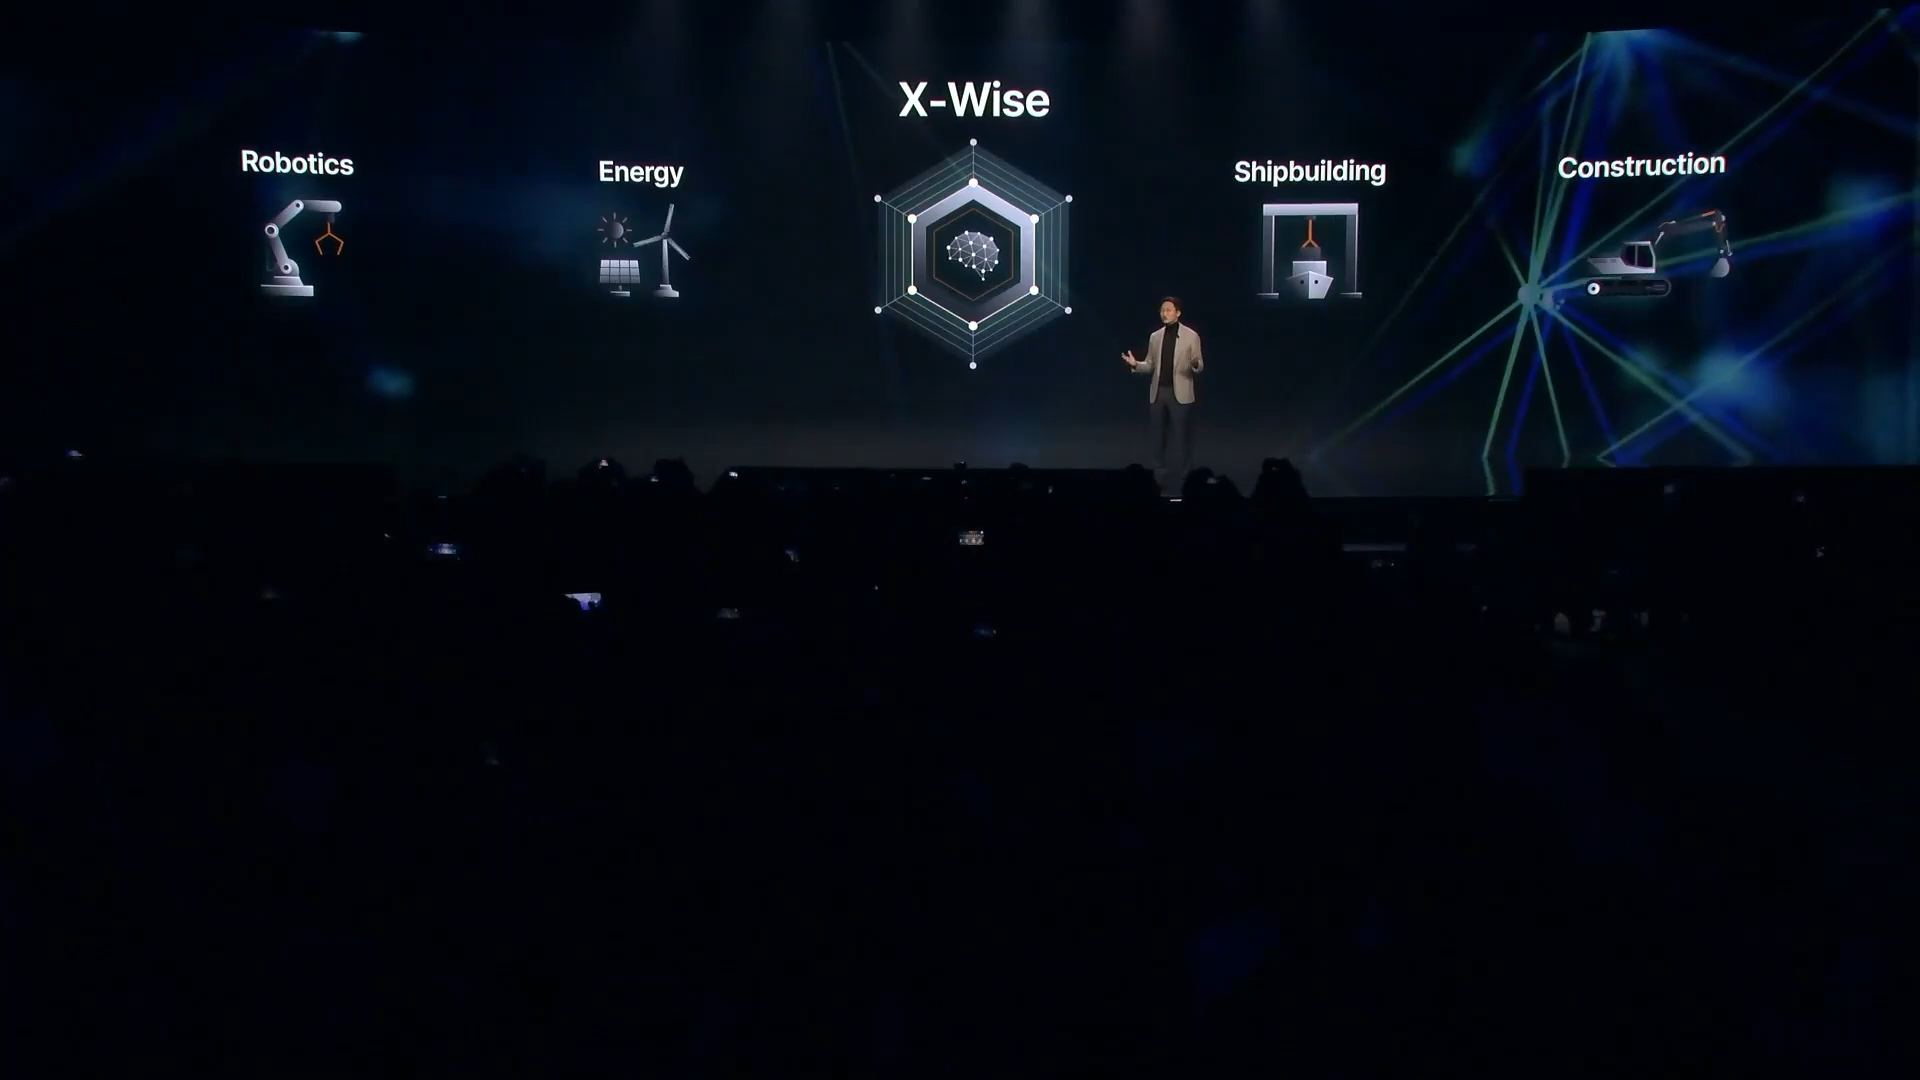 X-Wise
Robotics
Energy
Shipbuilding
Construction